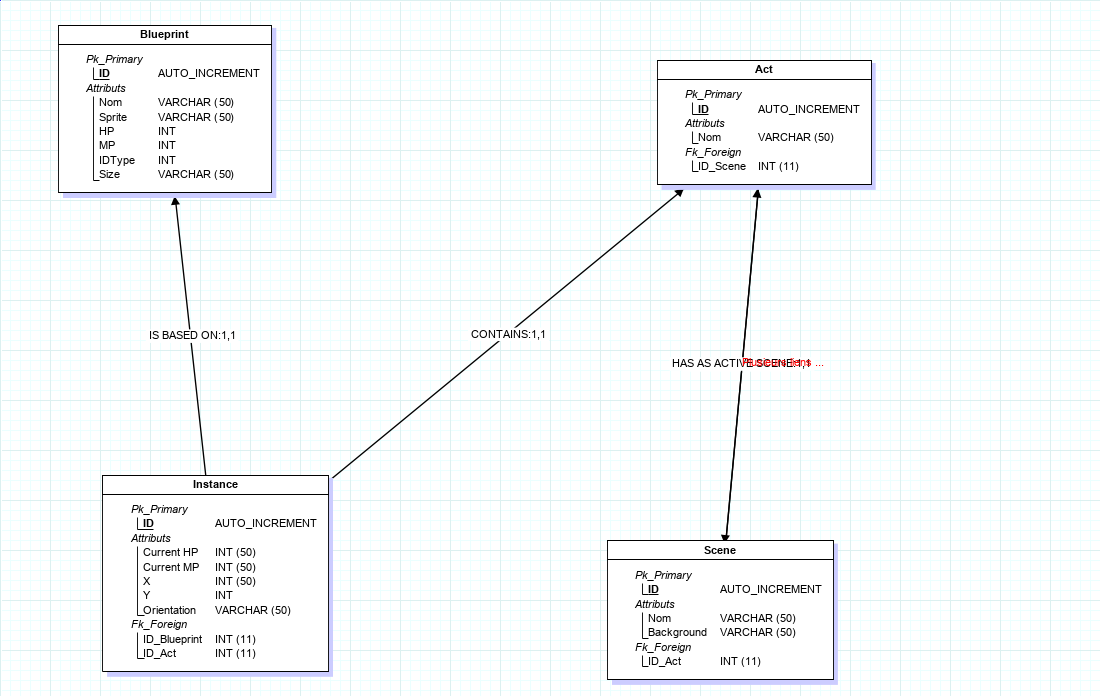 Blueprint
Pk_Primary
ID AUTO_INCREMENT
Attributs
Nom VARCHAR (50)
Sprite VARCHAR (50)
HP INT
MP INT
IDType INT
Size VARCHAR (50)
Act
Pk_Primary
ID AUTO_INCREMENT
Attributs
Nom VARCHAR (50)
Fk_Foreign
ID_Scene INT (11)
IS BASED ON:1,1
CONTAINS:1,1
HAS AS ACTIVE SCENE:1,1
...
Instance
Pk_Primary
ID AUTO_INCREMENT
Attributs
Current HP INT (50)
Current MP INT (50)
X INT (50)
Y INT
Orientation VARCHAR (50)
Fk_Foreign
ID_Blueprint INT (11)
ID_Act INT (11)
Scene
Pk_Primary
ID AUTO_INCREMENT
Attributs
Nom VARCHAR (50)
Background VARCHAR (50)
Fk_Foreign
ID_Act INT (11)